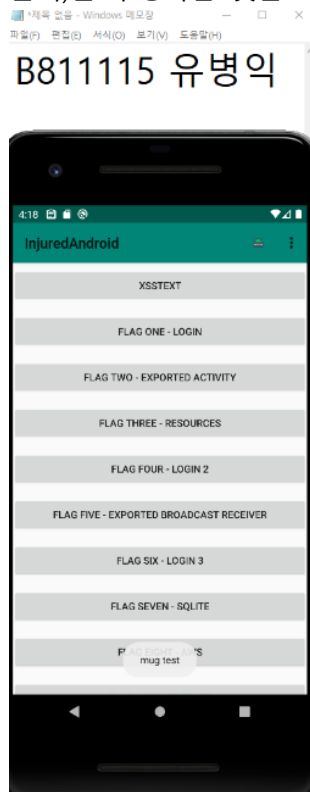 *제목 없음 - Windows 메모장
파일(F) 편집(E) 서식(O) 보기(V) 도움말(H)
B811115 유병익
4:18
InjuredAndroid
XSSTEXT
FLAG ONE - LOGIN
FLAG TWO - EXPORTED ACTIVITY
FLAG THREE - RESOURCES
FLAG FOUR - LOGIN 2
FLAG FIVE - EXPORTED BROADCAST RECEIVER
FLAG SIX - LOGIN 3
FLAG SEVEN - SQLITE
mug test